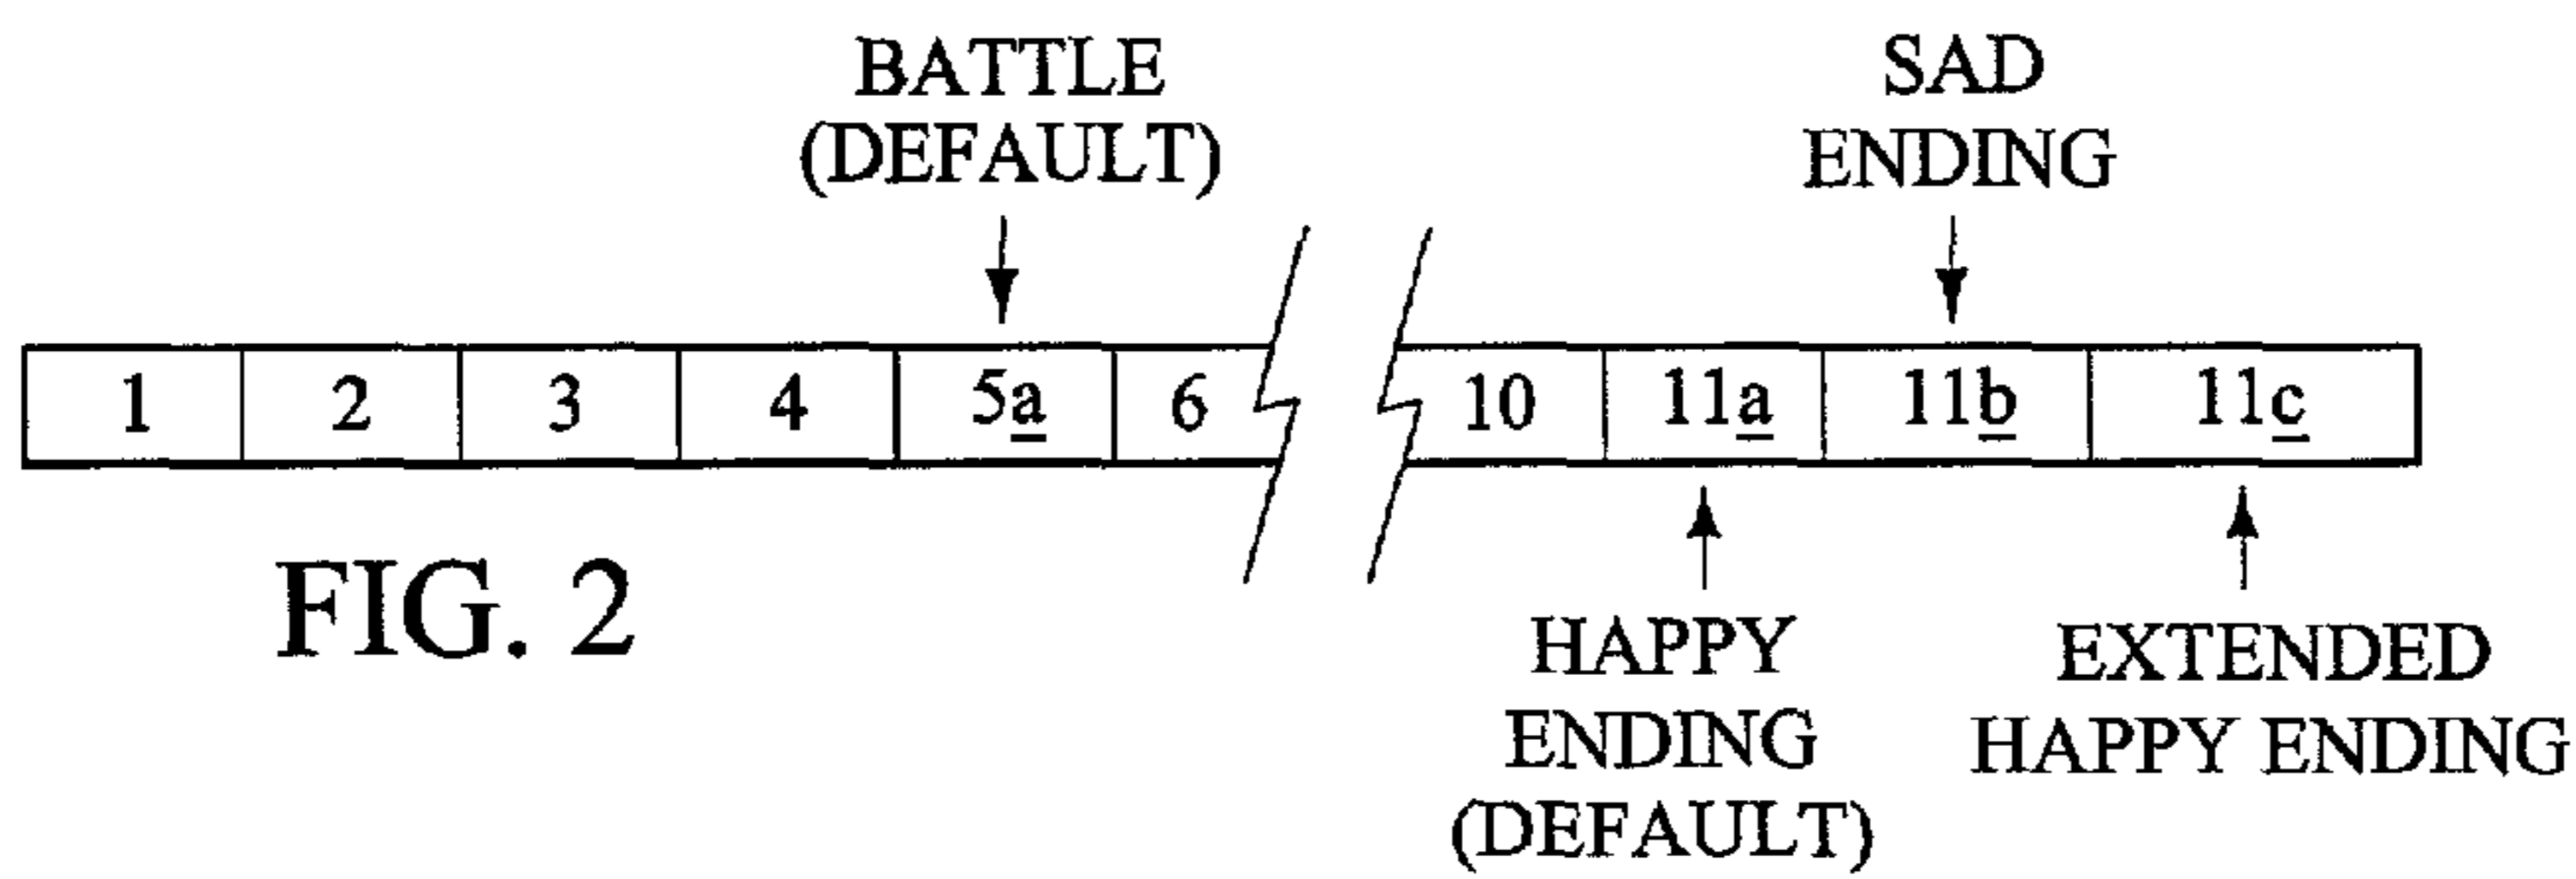 BATTLE
(DEFAULT)
SAD
ENDING
1 2 3 4 5a 6 10 11a 11b 11c
FIG. 2
HAPPY
ENDING
(DEFAULT)
EXTENDED
HAPPY ENDING